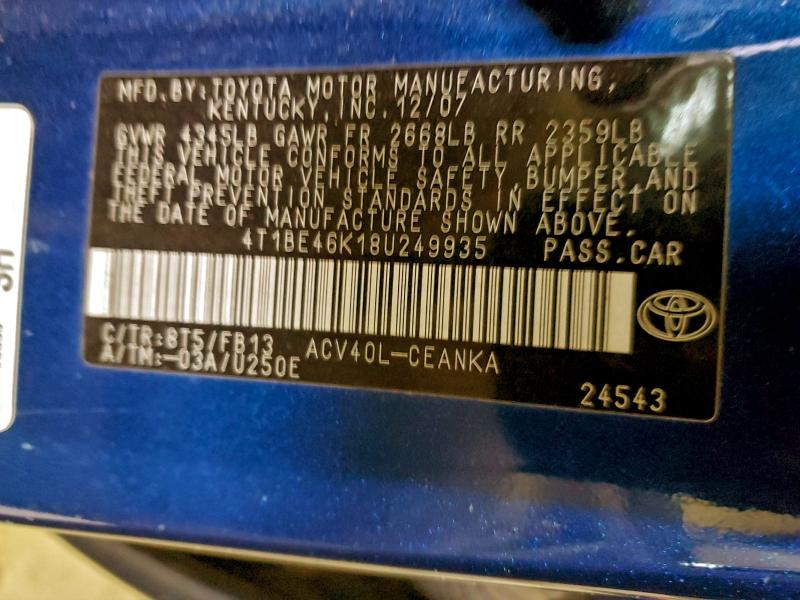 MFD. BY: TOYOTA MOTOR MANUFACTURING,
KENTUCKY, INC. 12/07
GVWR 4345LB GAWR FR 2668LB RR 2359LB
THIS VEHICLE CONFORMS TO ALL APPLICABLE
FEDERAL MOTOR VEHICLE SAFETY, BUMPER AND
THEFT PREVENTION STANDARDS IN EFFECT ON
THE DATE OF MANUFACTURE SHOWN ABOVE.
4T1BE46K18U249935 PASS.CAR
C/TR:8T5/FB13 ACV40L-CEANKA
A/TM:-03A/U250E
24543